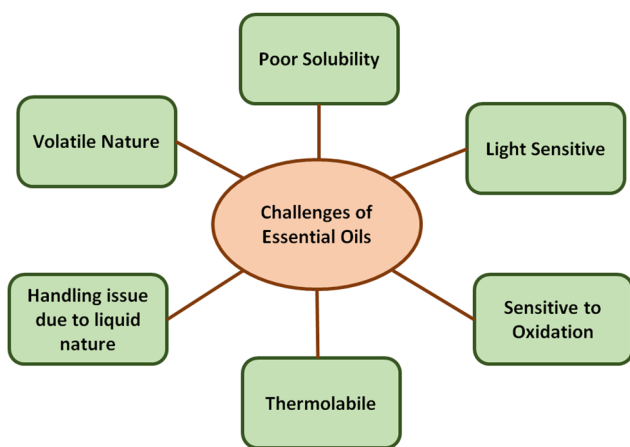 Poor Solubility
Volatile Nature
Light Sensitive
Challenges of
Essential Oils
Handling issue
due to liquid
nature
Sensitive to
Oxidation
Thermolabile